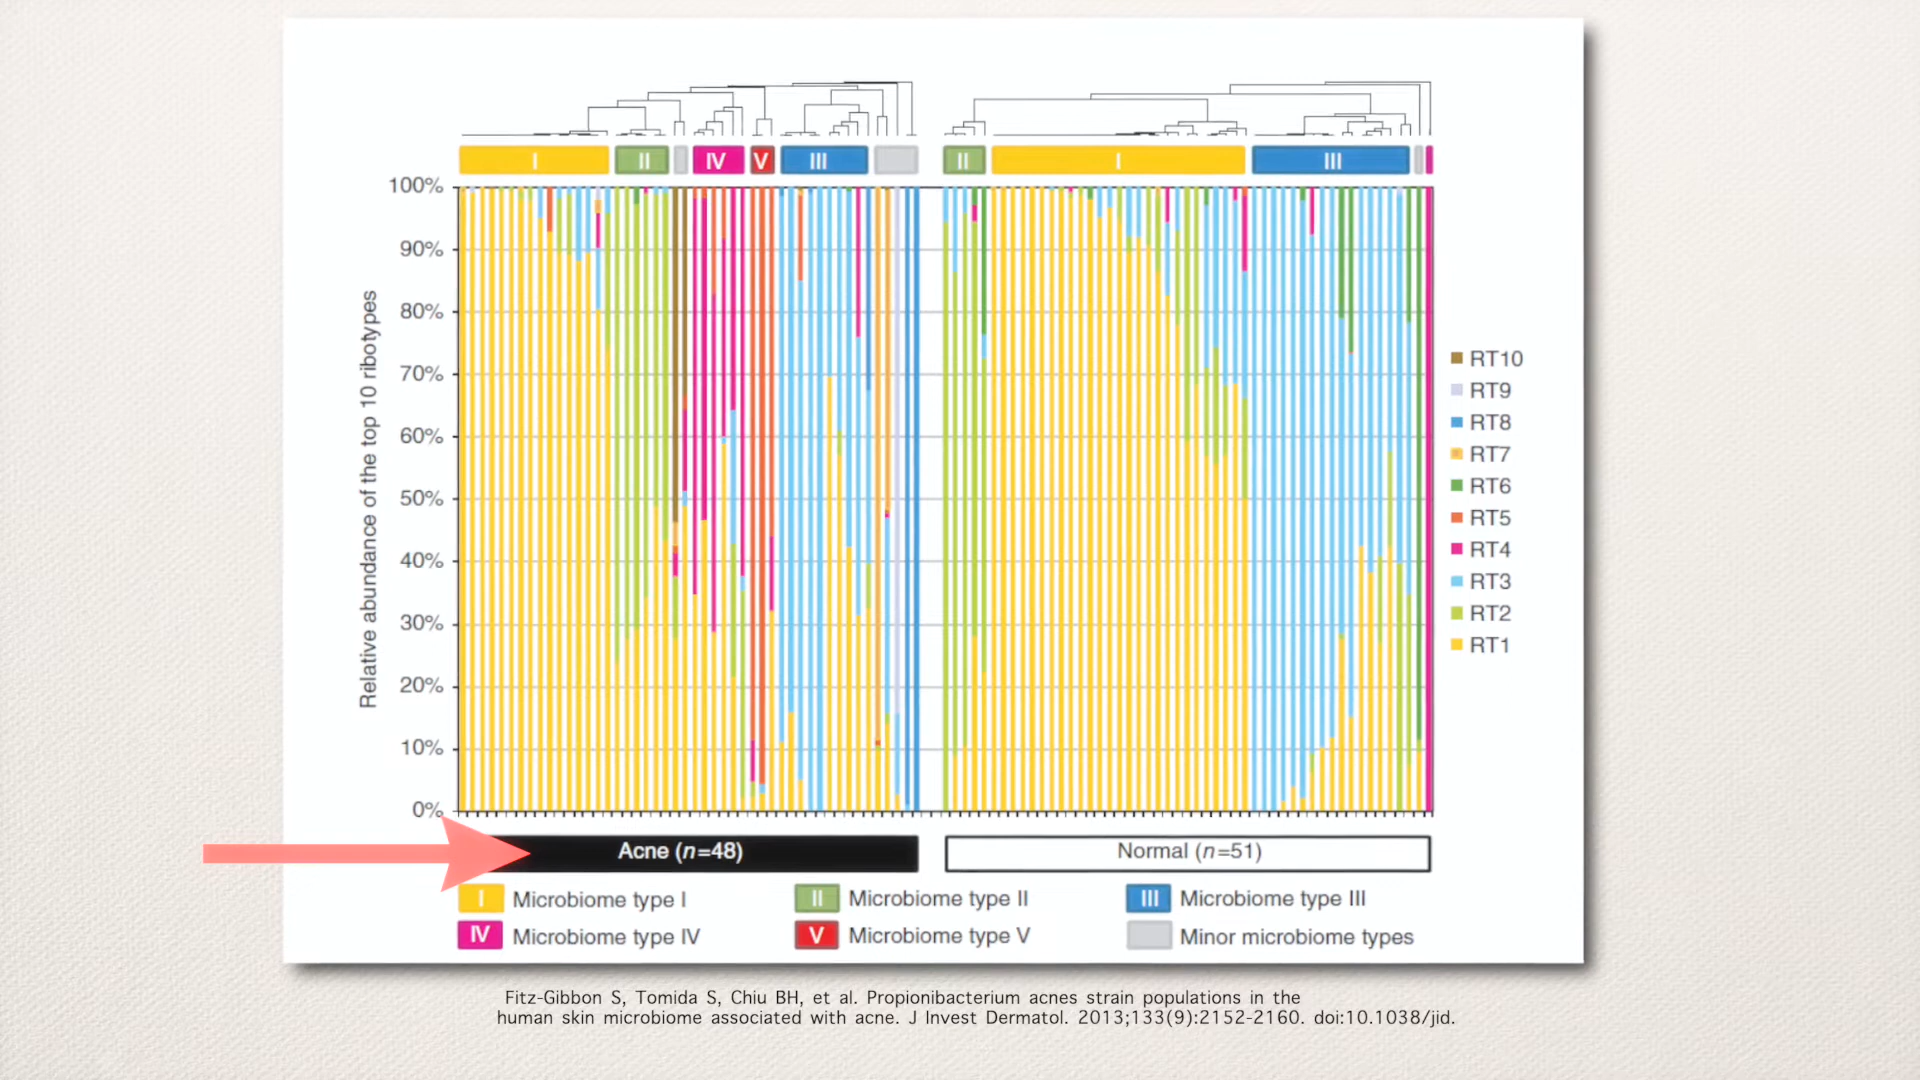 I II IV V III II I III
100%
90%
80%
70%
60%
50%
40%
30%
20%
10%
0%
Relative abundance of the top 10 ribotypes
RT10
RT9
RT8
RT7
RT6
RT5
RT4
RT3
RT2
RT1
Acne (n=48) Normal (n=51)
I Microbiome type I II Microbiome type II III Microbiome type III
IV Microbiome type IV V Microbiome type V Minor microbiome types
Fitz-Gibbon S, Tomida S, Chiu BH, et al. Propionibacterium acnes strain populations in the
human skin microbiome associated with acne. J Invest Dermatol. 2013;133(9):2152-2160. doi:10.1038/jid.